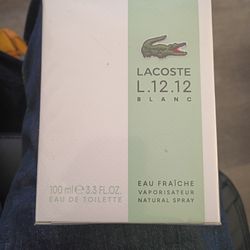 LACOSTE
L.12.12
BLANC
100 ml ℮ 3.3 FL.OZ.
EAU DE TOILETTE
EAU FRAÎCHE
VAPORISATEUR
NATURAL SPRAY